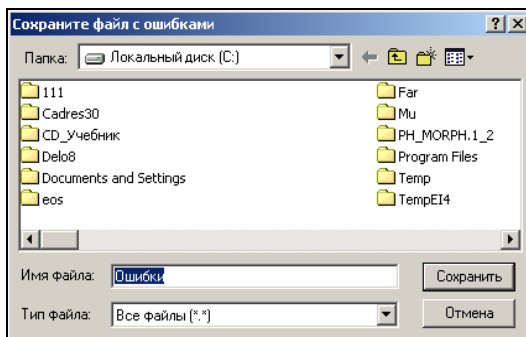 Сохраните файл с ошибками
Папка: Локальный диск (C:)
111
Cadres30
CD_Учебник
Delo8
Documents and Settings
eos
Far
Mu
PH_MORPH.1_2
Program Files
Temp
TempEI4
Имя файла: Ошибки Сохранить
Тип файла: Все файлы (*.*) Отмена